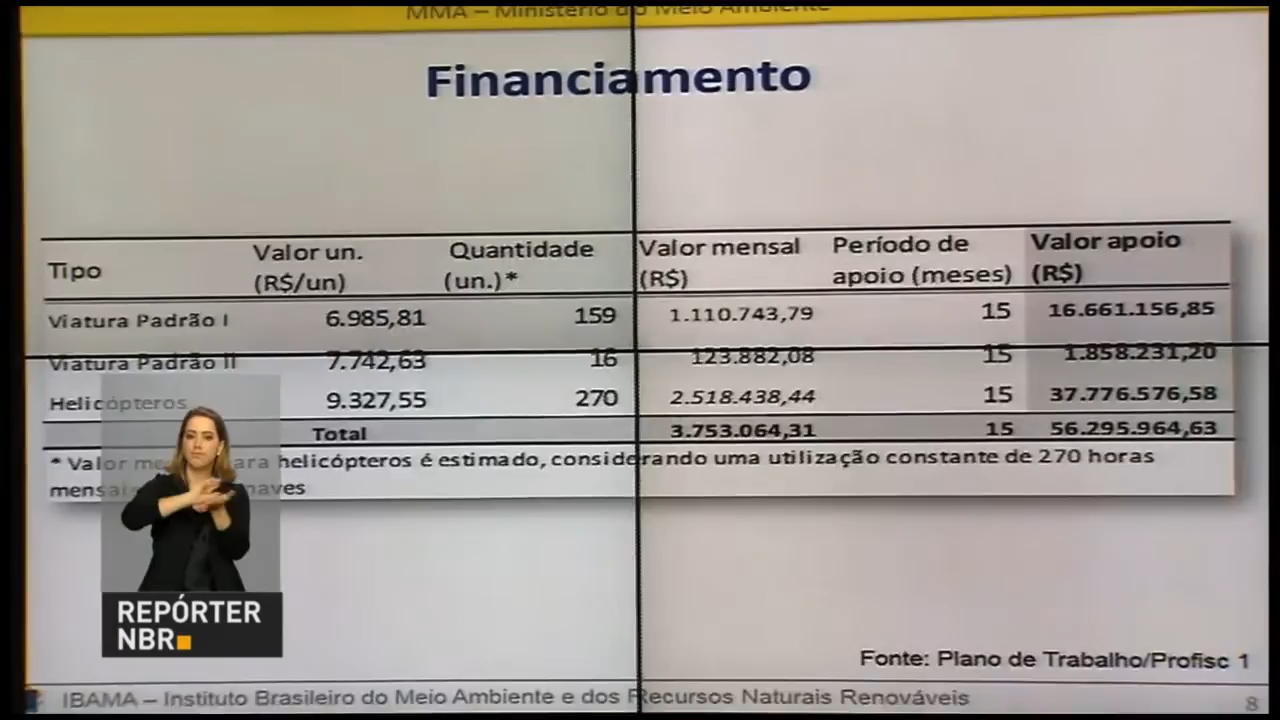 MMA – Ministério do Meio Ambiente
Financiamento
Tipo Valor un. (R$/un) Quantidade (un.)* Valor mensal (R$) Período de apoio (meses) Valor apoio (R$)
Viatura Padrão I 6.985,81 159 1.110.743,79 15 16.661.156,85
Viatura Padrão II 7.742,63 16 123.882,08 15 1.858.231,20
Helicópteros 9.327,55 270 2.518.438,44 15 37.776.576,58
Total 3.753.064,31 15 56.295.964,63
* Valor para helicópteros é estimado, considerando uma utilização constante de 270 horas
REPÓRTER
NBR
Fonte: Plano de Trabalho/Profisc 1
IBAMA – Instituto Brasileiro do Meio Ambiente e dos Recursos Naturais Renováveis
8